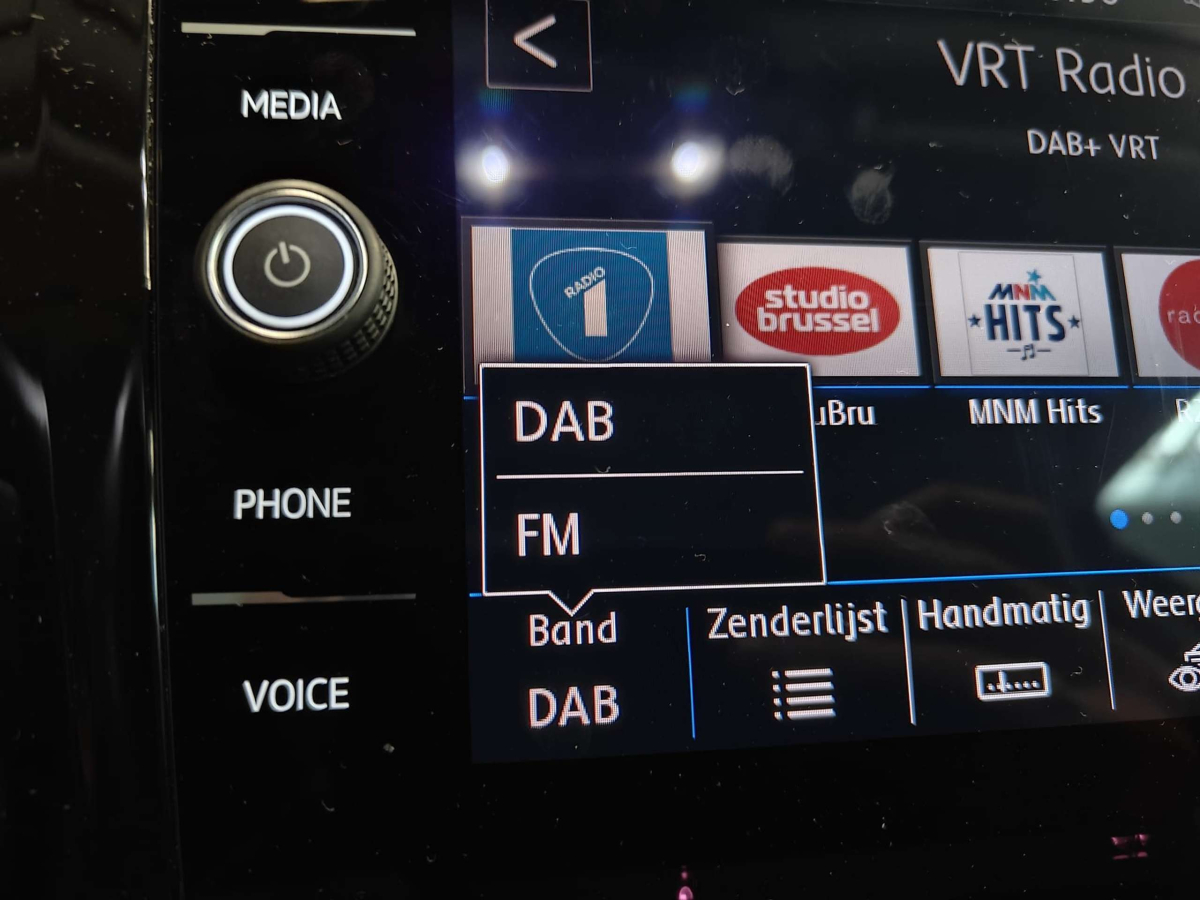 VRT Radio
DAB+ VRT
MEDIA
RADIO
1
studio
brussel
MNM
HITS
uBru
MNM Hits
DAB
FM
PHONE
Band
DAB
Zenderlijst
Handmatig
VOICE